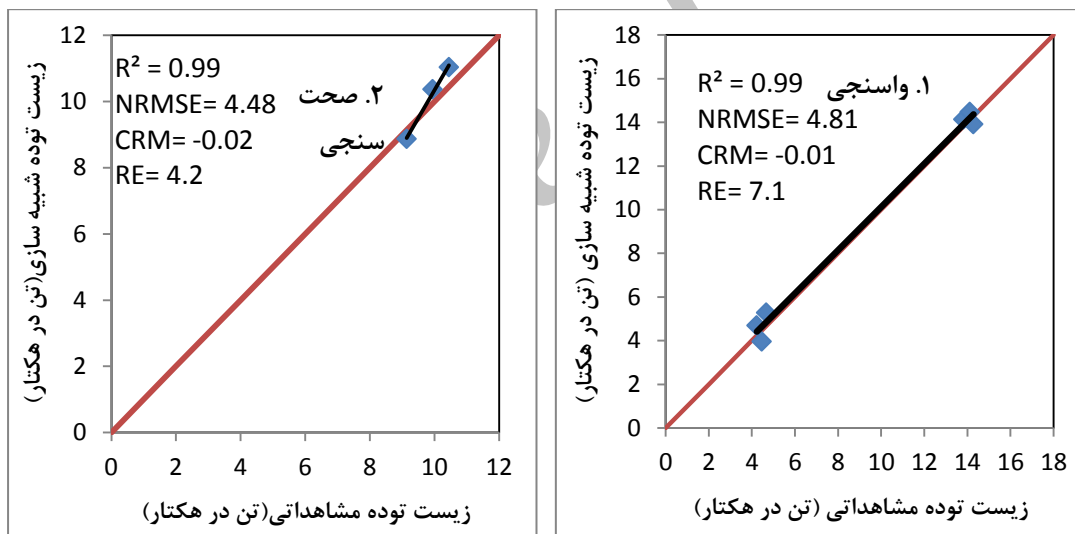 12
10
8
6
4
2
0
0 2 4 6 8 10 12
R² = 0.99
NRMSE= 4.48
CRM= -0.02
RE= 4.2
۲. صحت
سنجی
زیست توده شبیه سازی(تن در هکتار)
زیست توده مشاهداتی(تن در هکتار)
18
16
14
12
10
8
6
4
2
0
0 2 4 6 8 10 12 14 16 18
R² = 0.99
NRMSE= 4.81
CRM= -0.01
RE= 7.1
۱. واسنجی
زیست توده شبیه سازی (تن در هکتار)
زیست توده مشاهداتی (تن در هکتار)